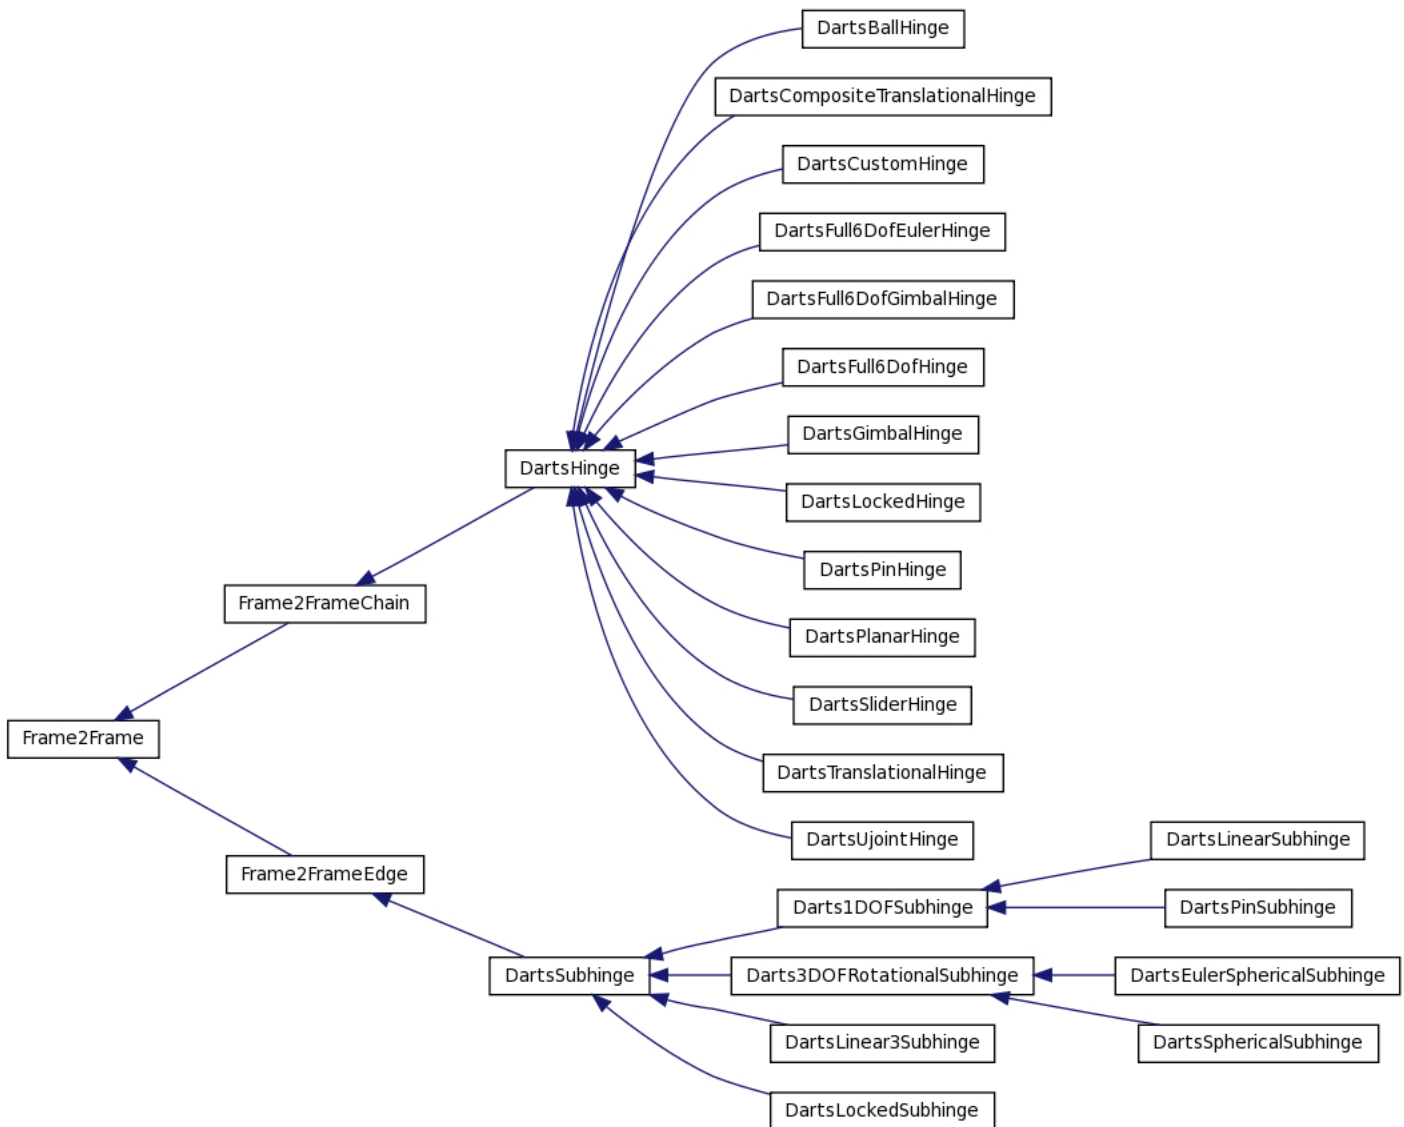 DartsBallHinge
DartsCompositeTranslationalHinge
DartsCustomHinge
DartsFull6DofEulerHinge
DartsFull6DofGimbalHinge
DartsFull6DofHinge
DartsGimbalHinge
DartsHinge
DartsLockedHinge
DartsPinHinge
Frame2FrameChain
DartsPlanarHinge
DartsSliderHinge
Frame2Frame
DartsTranslationalHinge
DartsUjointHinge
DartsLinearSubhinge
Frame2FrameEdge
Darts1DOFSubhinge
DartsPinSubhinge
DartsSubhinge
Darts3DOFRotationalSubhinge
DartsEulerSphericalSubhinge
DartsLinear3Subhinge
DartsSphericalSubhinge
DartsLockedSubhinge